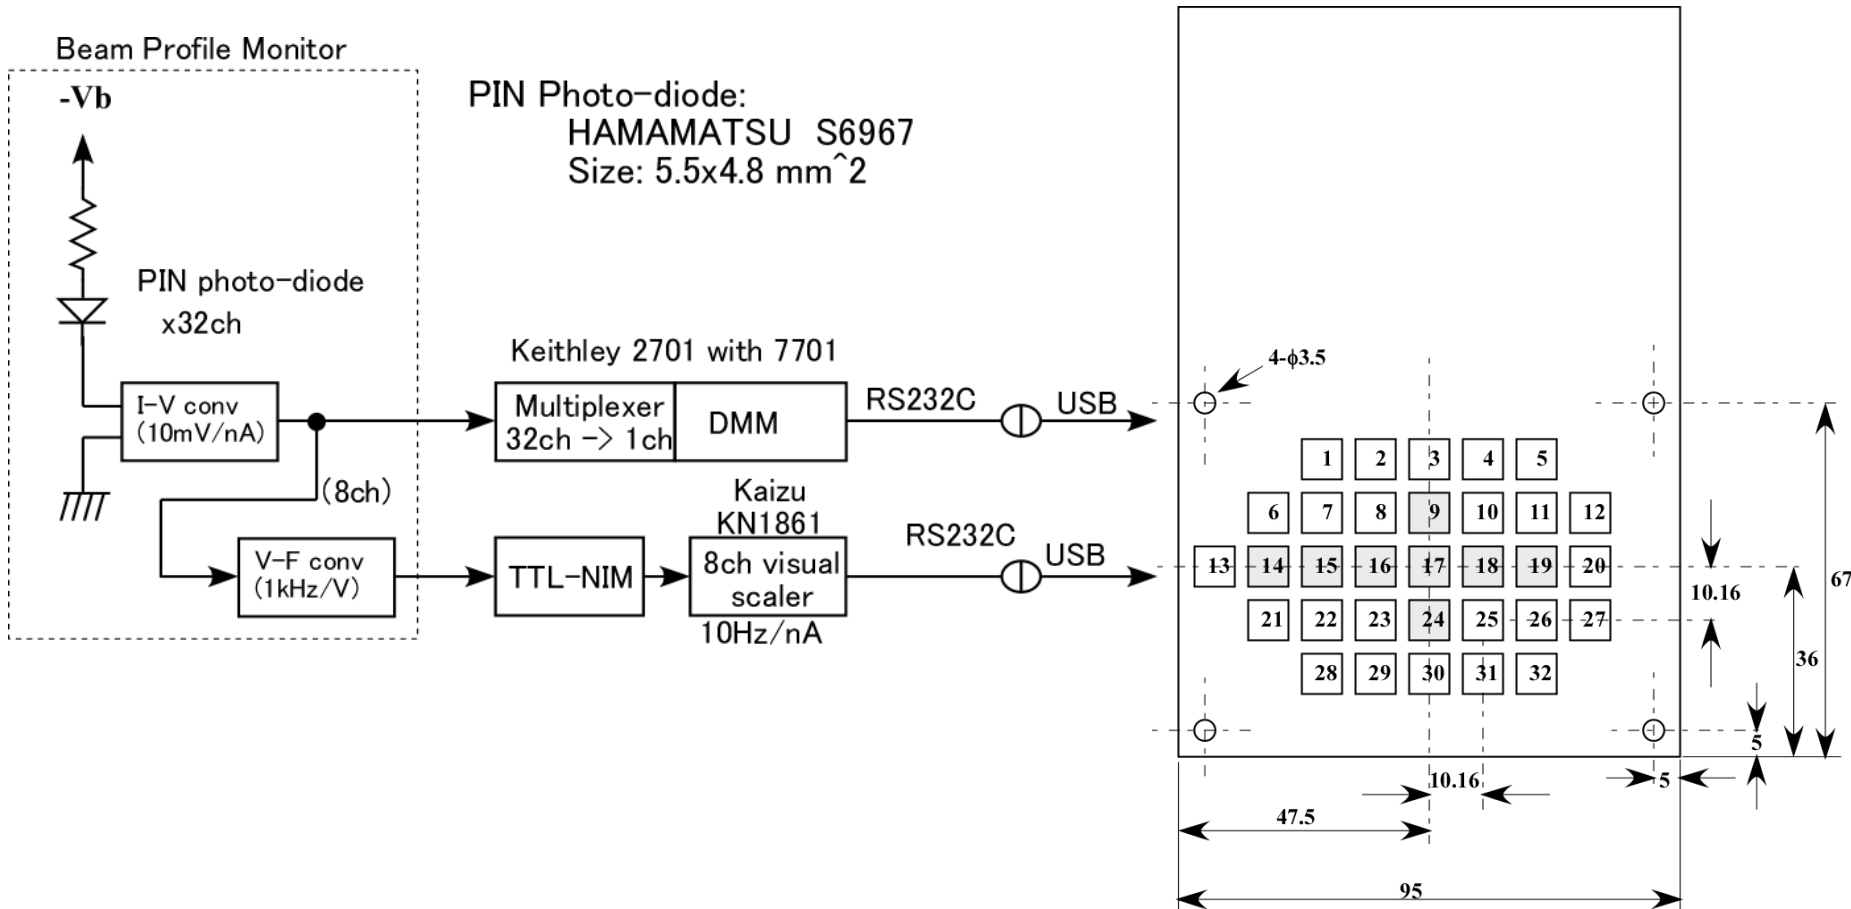 Beam Profile Monitor
-Vb
PIN Photo-diode:
HAMAMATSU S6967
Size: 5.5x4.8 mm^2
PIN photo-diode
x32ch
I-V conv
(10mV/nA)
(8ch)
V-F conv
(1kHz/V)
Keithley 2701 with 7701
Multiplexer
32ch -> 1ch
DMM
RS232C
USB
TTL-NIM
Kaizu
KN1861
8ch visual
scaler
10Hz/nA
RS232C
USB
4-ϕ3.5
1 2 3 4 5
6 7 8 9 10 11 12
13 14 15 16 17 18 19 20
21 22 23 24 25 26 27
28 29 30 31 32
10.16
67
36
5
5
10.16
47.5
95